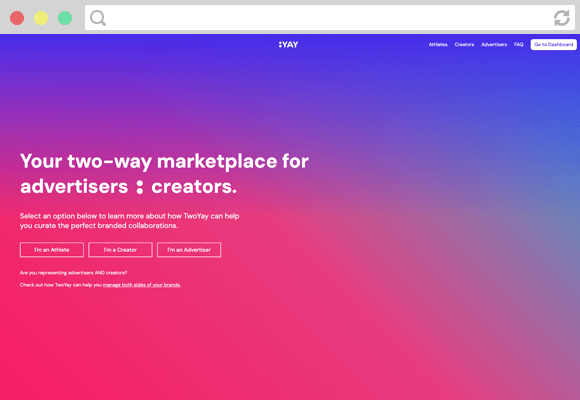 :YAY
Athletes Creators Advertisers FAQ Go to Dashboard
Your two-way marketplace for
advertisers : creators.
Select an option below to learn more about how TwoYay can help
you curate the perfect branded collaborations.
I'm an Athlete I'm a Creator I'm an Advertiser
Are you representing advertisers AND creators?
Check out how TwoYay can help you manage both sides of your brands.